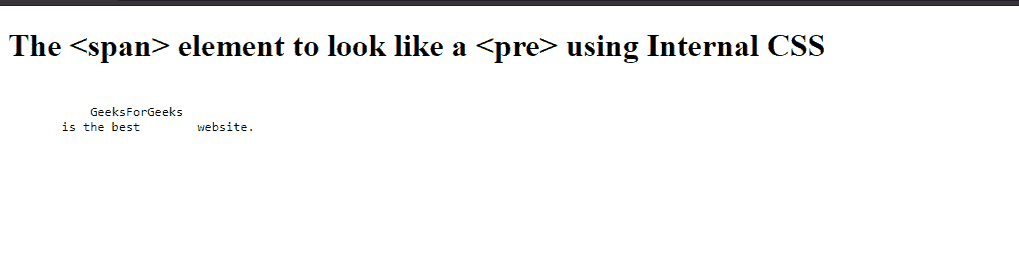 The <span> element to look like a <pre> using Internal CSS
GeeksForGeeks
is the best        website.